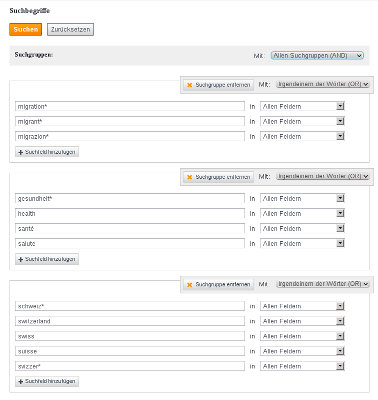 Suchbegriffe
Suchen Zurücksetzen
Suchgruppen: Mit: Allen Suchgruppen (AND)
Suchgruppe entfernen Mit: Irgendeinem der Wörter (OR)
migration* in Allen Feldern
migrant* in Allen Feldern
migrazion* in Allen Feldern
Suchfeld hinzufügen
Suchgruppe entfernen Mit: Irgendeinem der Wörter (OR)
gesundheit* in Allen Feldern
health in Allen Feldern
santé in Allen Feldern
salute in Allen Feldern
Suchfeld hinzufügen
Suchgruppe entfernen Mit: Irgendeinem der Wörter (OR)
schweiz* in Allen Feldern
switzerland in Allen Feldern
swiss in Allen Feldern
suisse in Allen Feldern
svizzer* in Allen Feldern
Suchfeld hinzufügen